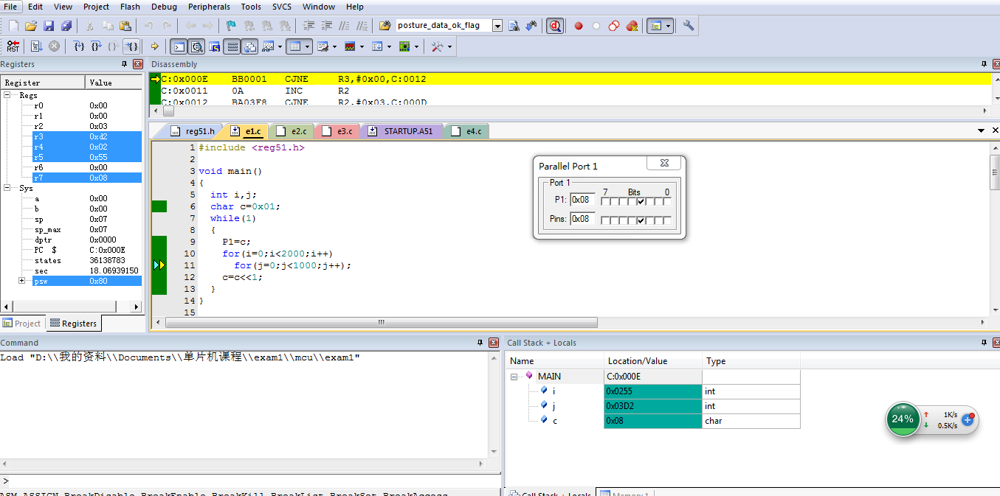 File Edit View Project Flash Debug Peripherals Tools SVCS Window Help
posture_data_ok_flag
RST
Registers
Register Value
Regs
r0 0x00
r1 0x00
r2 0x03
r3 0xd2
r4 0x02
r5 0x55
r6 0x00
r7 0x08
Sys
a 0x00
b 0x00
sp 0x07
sp_max 0x07
dptr 0x0000
PC $ C:0x000E
states 36138783
sec 18.06939150
psw 0x80
Project Registers
Disassembly
C:0x000E BB0001 CJNE R3,#0x00,C:0012
C:0x0011 0A INC R2
C:0x0012 BA03F8 CJNE R2,#0x03,C:000D
reg51.h e1.c e2.c e3.c STARTUP.A51 e4.c
1 #include <reg51.h>
2
3 void main()
4 {
5 int i,j;
6 char c=0x01;
7 while(1)
8 {
9 P1=c;
10 for(i=0;i<2000;i++)
11 for(j=0;j<1000;j++);
12 c=c<<1;
13 }
14 }
15
Parallel Port 1
Port 1
7 Bits 0
P1: 0x08
Pins: 0x08
Command
Load "D:\\我的资料\\Documents\\单片机课程\\exam1\\mcu\\exam1"
>
ASM ASSIGN BreakDisable BreakEnable BreakKill BreakList BreakSet BreakAccess
Call Stack + Locals
Name Location/Value Type
MAIN C:0x000E
i 0x0255 int
j 0x03D2 int
c 0x08 char
24% 1K/s
0.5K/s
Call Stack + Locals Memory 1